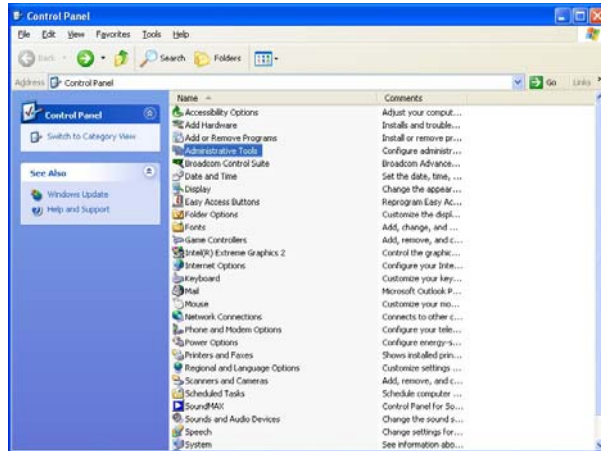 Control Panel
File Edit View Favorites Tools Help
Back Search Folders
Address Control Panel Go Links »
Name Comments
Control Panel
Switch to Category View
See Also
Windows Update
Help and Support
Accessibility Options Adjust your comput...
Add Hardware Installs and trouble...
Add or Remove Programs Install or remove pr...
Administrative Tools Configure administr...
Broadcom Control Suite Broadcom Advance...
Date and Time Set the date, time, ...
Display Change the appear...
Easy Access Buttons Reprogram Easy Ac...
Folder Options Customize the displ...
Fonts Add, change, and ...
Game Controllers Add, remove, and c...
Intel(R) Extreme Graphics 2 Control the graphic...
Internet Options Configure your Inte...
Keyboard Customize your key...
Mail Microsoft Outlook P...
Mouse Customize your mo...
Network Connections Connects to other c...
Phone and Modem Options Configure your tele...
Power Options Configure energy-s...
Printers and Faxes Shows installed prin...
Regional and Language Options Customize settings ...
Scanners and Cameras Add, remove, and c...
Scheduled Tasks Schedule computer ...
SoundMAX Control Panel for So...
Sounds and Audio Devices Change the sound s...
Speech Change settings for...
System See information abo...